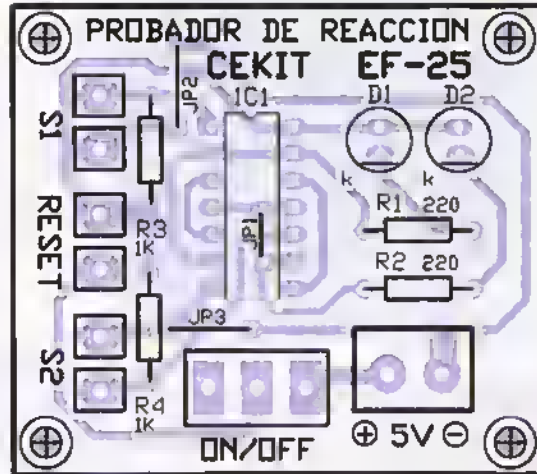 PROBADOR DE REACCION
CEKIT EF-25
JP2
S1
IC1
D1
D2
k
k
R3
1K
RESET
JP1
R1 220
R2 220
JP3
S2
R4
1K
ON/OFF
⊕ 5V ⊖